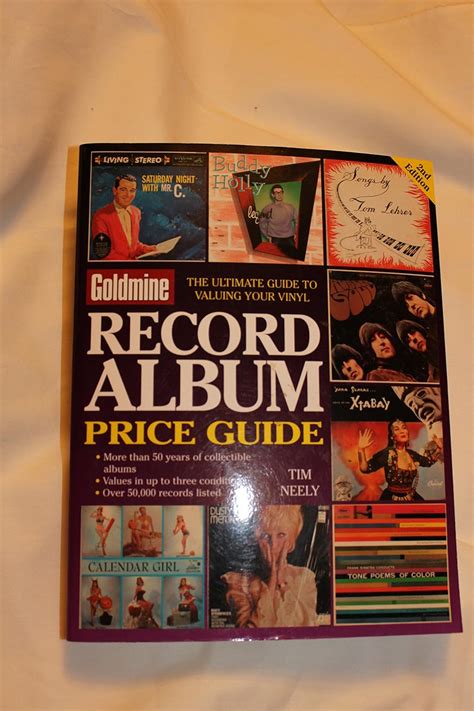 LIVING STEREO
SATURDAY NIGHT
WITH MR. C.
Buddy
Holly
Songs by
Tom Lehrer
2nd
Edition
Goldmine
THE ULTIMATE GUIDE TO
VALUING YOUR VINYL
RECORD
ALBUM
PRICE GUIDE
• More than 50 years of collectible
albums
• Values in up to three
• Over 50,000 records listed
TIM
NEELY
XTABAY
CALENDAR GIRL
DUSTY
TONE POEMS OF COLOR